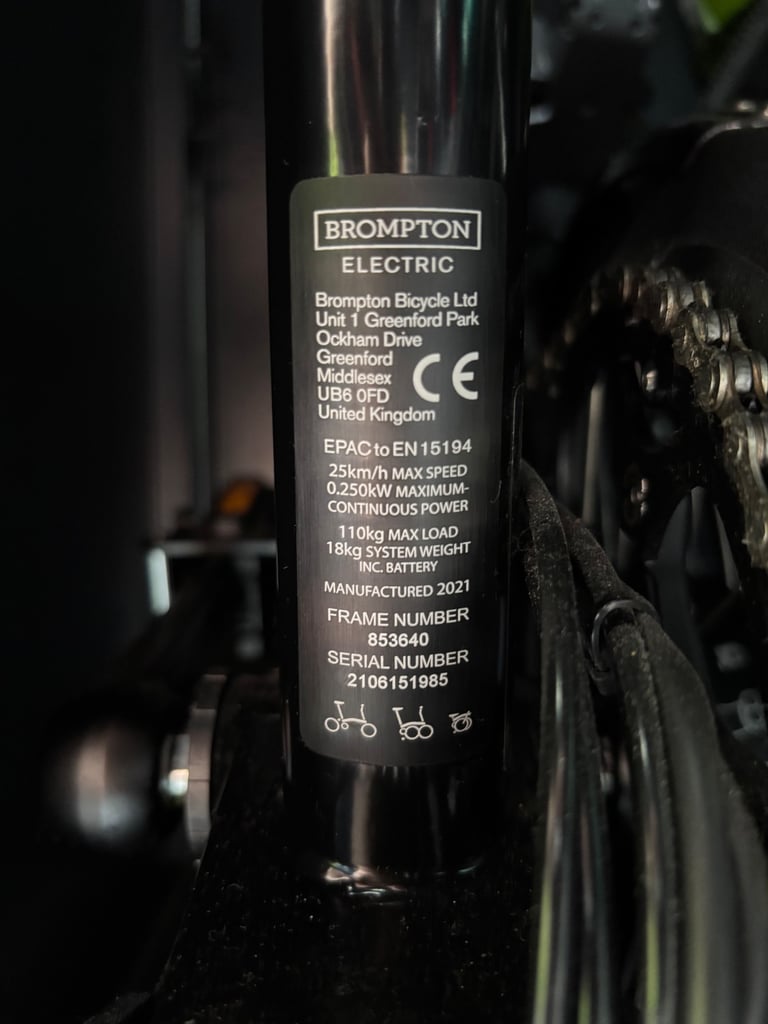 BROMPTON
ELECTRIC
Brompton Bicycle Ltd
Unit 1 Greenford Park
Ockham Drive
Greenford
Middlesex
UB6 0FD
United Kingdom
CE
EPAC to EN 15194
25km/h MAX SPEED
0.250kW MAXIMUM-
CONTINUOUS POWER
110kg MAX LOAD
18kg SYSTEM WEIGHT
INC. BATTERY
MANUFACTURED 2021
FRAME NUMBER
853640
SERIAL NUMBER
2106151985